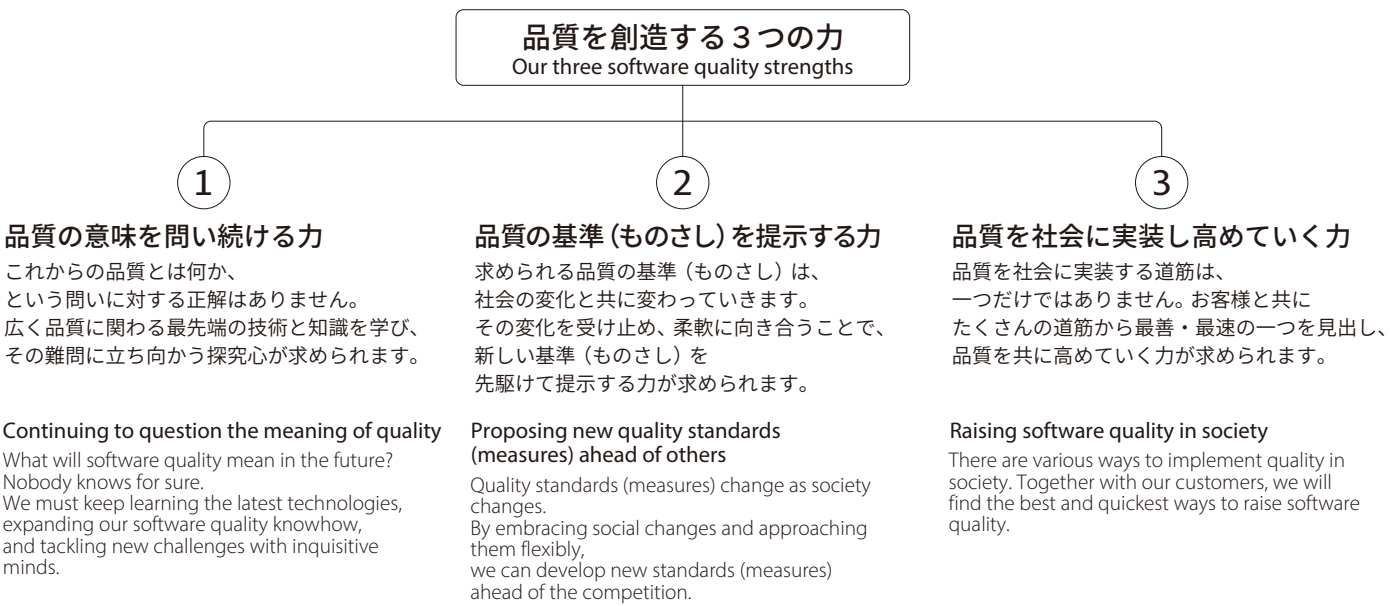 品質を創造する３つの力
Our three software quality strengths
1
品質の意味を問い続ける力
これからの品質とは何か、
という問いに対する正解はありません。
広く品質に関わる最先端の技術と知識を学び、
その難問に立ち向かう探究心が求められます。
Continuing to question the meaning of quality
What will software quality mean in the future?
Nobody knows for sure.
We must keep learning the latest technologies,
expanding our software quality knowhow,
and tackling new challenges with inquisitive
minds.
2
品質の基準（ものさし）を提示する力
求められる品質の基準（ものさし）は、
社会の変化と共に変わっていきます。
その変化を受け止め、柔軟に向き合うことで、
新しい基準（ものさし）を
先駆けて提示する力が求められます。
Proposing new quality standards
(measures) ahead of others
Quality standards (measures) change as society
changes.
By embracing social changes and approaching
them flexibly,
we can develop new standards (measures)
ahead of the competition.
3
品質を社会に実装し高めていく力
品質を社会に実装する道筋は、
一つだけではありません。お客様と共に
たくさんの道筋から最善・最速の一つを見出し、
品質を共に高めていく力が求められます。
Raising software quality in society
There are various ways to implement quality in
society. Together with our customers, we will
find the best and quickest ways to raise software
quality.